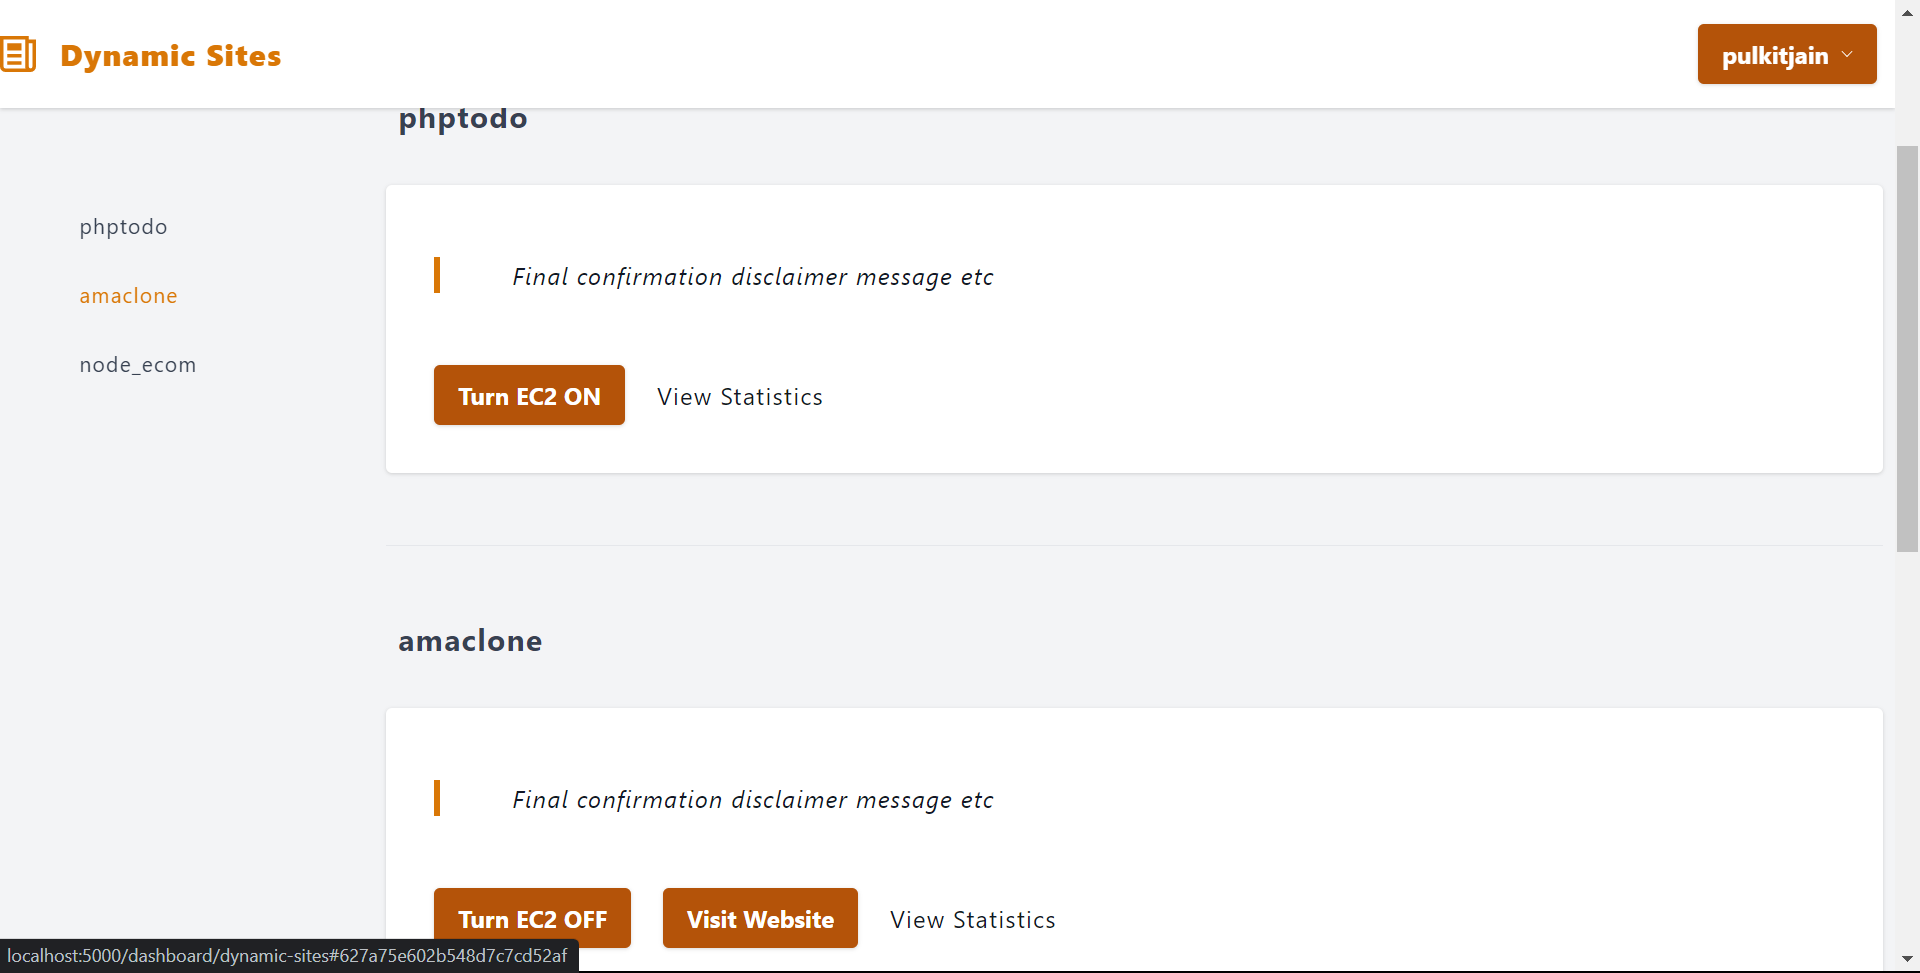 Dynamic Sites
pulkitjain
phptodo
phptodo
amaclone
node_ecom
Final confirmation disclaimer message etc
Turn EC2 ON
View Statistics
amaclone
Final confirmation disclaimer message etc
Turn EC2 OFF
Visit Website
View Statistics
localhost:5000/dashboard/dynamic-sites#627a75e602b548d7c7cd52af